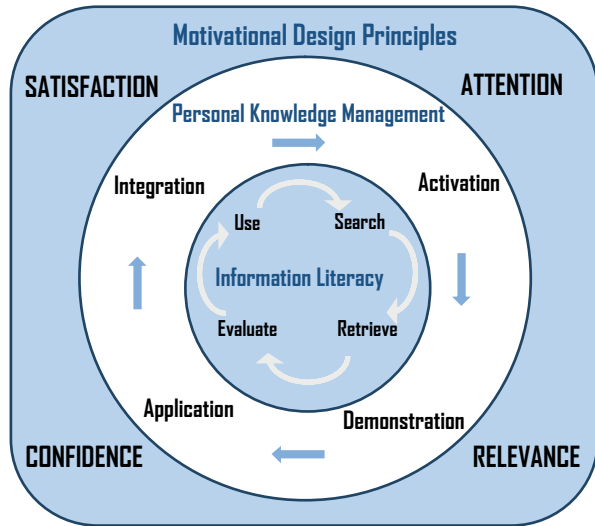 Motivational Design Principles
SATISFACTION
ATTENTION
Personal Knowledge Management
Integration
Activation
Use
Search
Information Literacy
Evaluate
Retrieve
Application
Demonstration
CONFIDENCE
RELEVANCE